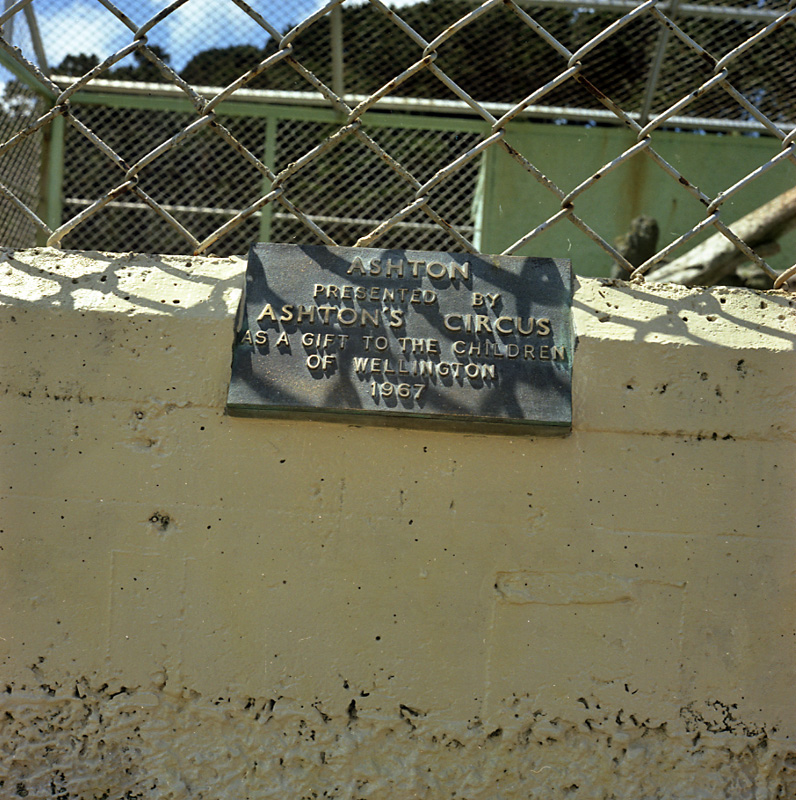 ASHTON
PRESENTED BY
ASHTON'S CIRCUS
AS A GIFT TO THE CHILDREN
OF WELLINGTON
1967